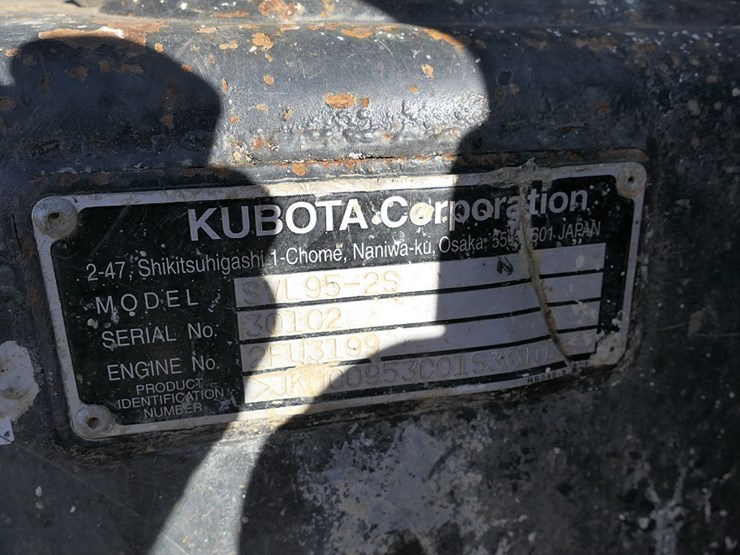 KUBOTA Corporation
2-47, Shikitsuhigashi 1-Chome, Naniwa-ku, Osaka, JAPAN
MODEL SVL95-2S
SERIAL No. 30102
ENGINE No. 2FU3199
PRODUCT
IDENTIFICATION
NUMBER